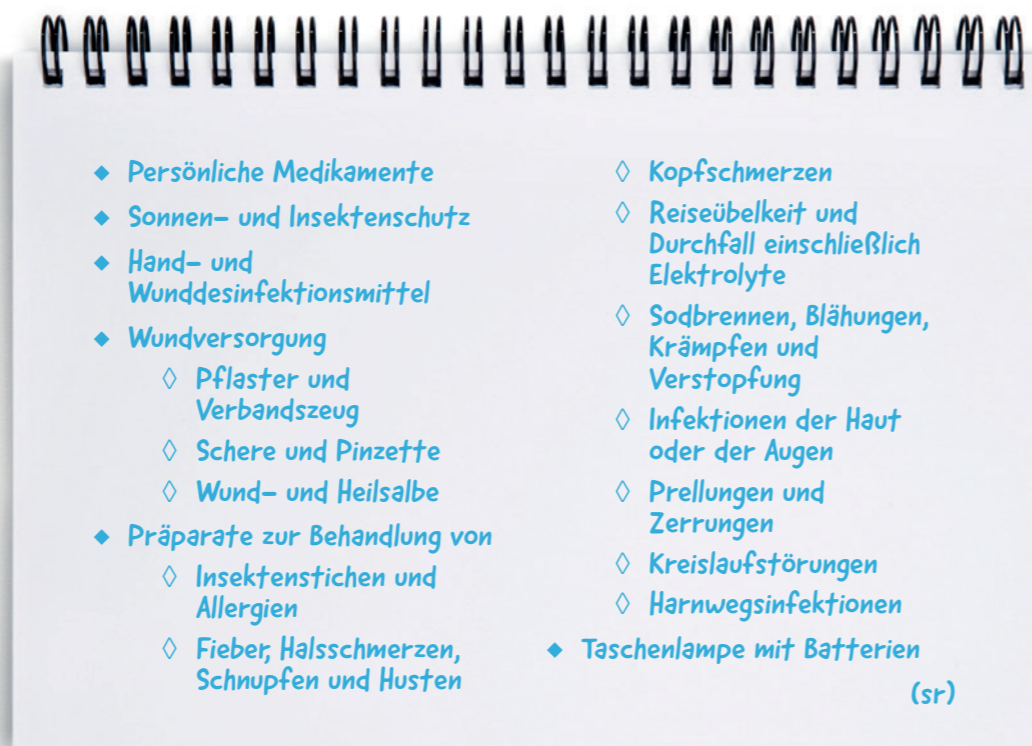 ◆ Persönliche Medikamente
◆ Sonnen- und Insektenschutz
◆ Hand- und
Wunddesinfektionsmittel
◆ Wundversorgung
◊ Pflaster und
Verbandszeug
◊ Schere und Pinzette
◊ Wund- und Heilsalbe
◆ Präparate zur Behandlung von
◊ Insektenstichen und
Allergien
◊ Fieber, Halsschmerzen,
Schnupfen und Husten
◊ Kopfschmerzen
◊ Reiseübelkeit und
Durchfall einschließlich
Elektrolyte
◊ Sodbrennen, Blähungen,
Krämpfen und
Verstopfung
◊ Infektionen der Haut
oder der Augen
◊ Prellungen und
Zerrungen
◊ Kreislaufstörungen
◊ Harnwegsinfektionen
◆ Taschenlampe mit Batterien
(sr)